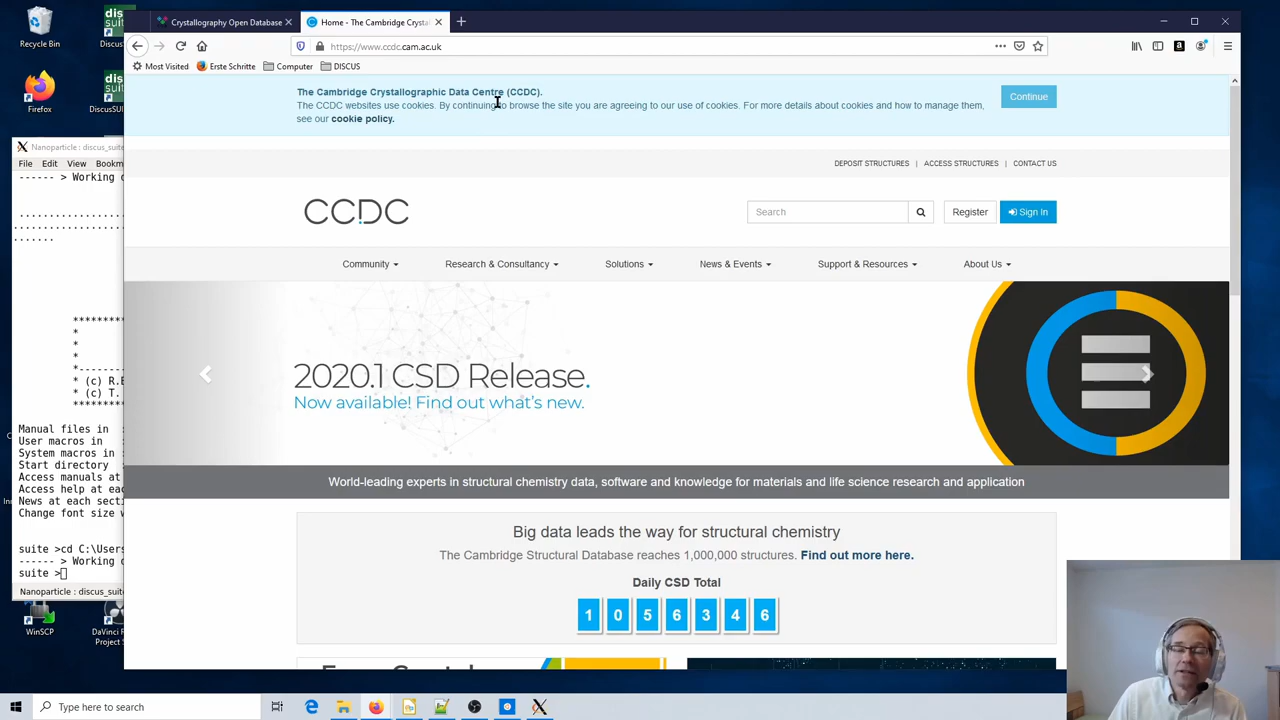 Recycle Bin
Firefox
WinSCP
DaVinci R
Project S
Crystallography Open Database
Home - The Cambridge Crystal
https://www.ccdc.cam.ac.uk
Most Visited
Erste Schritte
Computer
DISCUS
The Cambridge Crystallographic Data Centre (CCDC).
The CCDC websites use cookies. By continuing to browse the site you are agreeing to our use of cookies. For more details about cookies and how to manage them,
see our cookie policy.
Continue
DEPOSIT STRUCTURES | ACCESS STRUCTURES | CONTACT US
CCDC
Search
Register
Sign In
Community
Research & Consultancy
Solutions
News & Events
Support & Resources
About Us
2020.1 CSD Release.
Now available! Find out what's new.
World-leading experts in structural chemistry data, software and knowledge for materials and life science research and application
Big data leads the way for structural chemistry
The Cambridge Structural Database reaches 1,000,000 structures. Find out more here.
Daily CSD Total
1 0 5 6 3 4 6
Nanoparticle : discus_suite
File Edit View Bookm
------ > Working d
* (c) R.B
* (c) T.
Manual files in :
User macros in :
System macros in :
Start directory
Access manuals at
Access help at eac
News at each secti
Change font size w
suite >cd C:\Users
------ > Working d
suite >
Nanoparticle : discus_suite
Type here to search